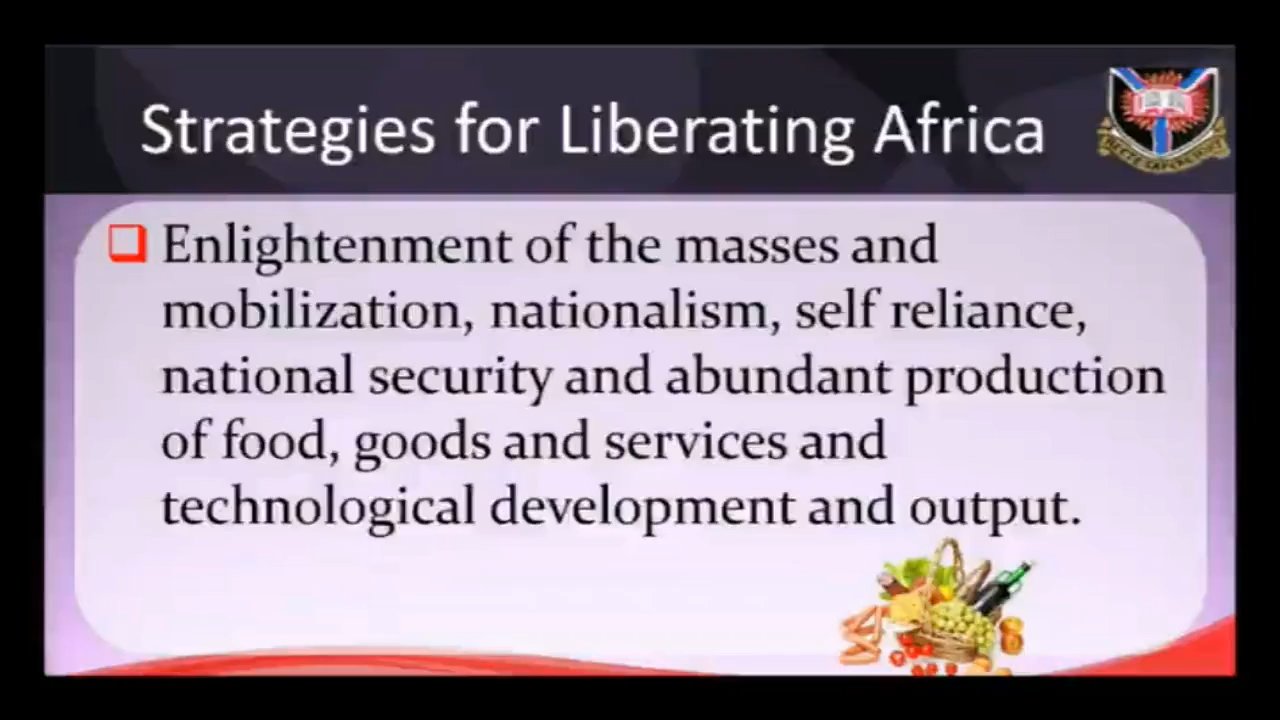 Strategies for Liberating Africa
Enlightenment of the masses and
mobilization, nationalism, self reliance,
national security and abundant production
of food, goods and services and
technological development and output.